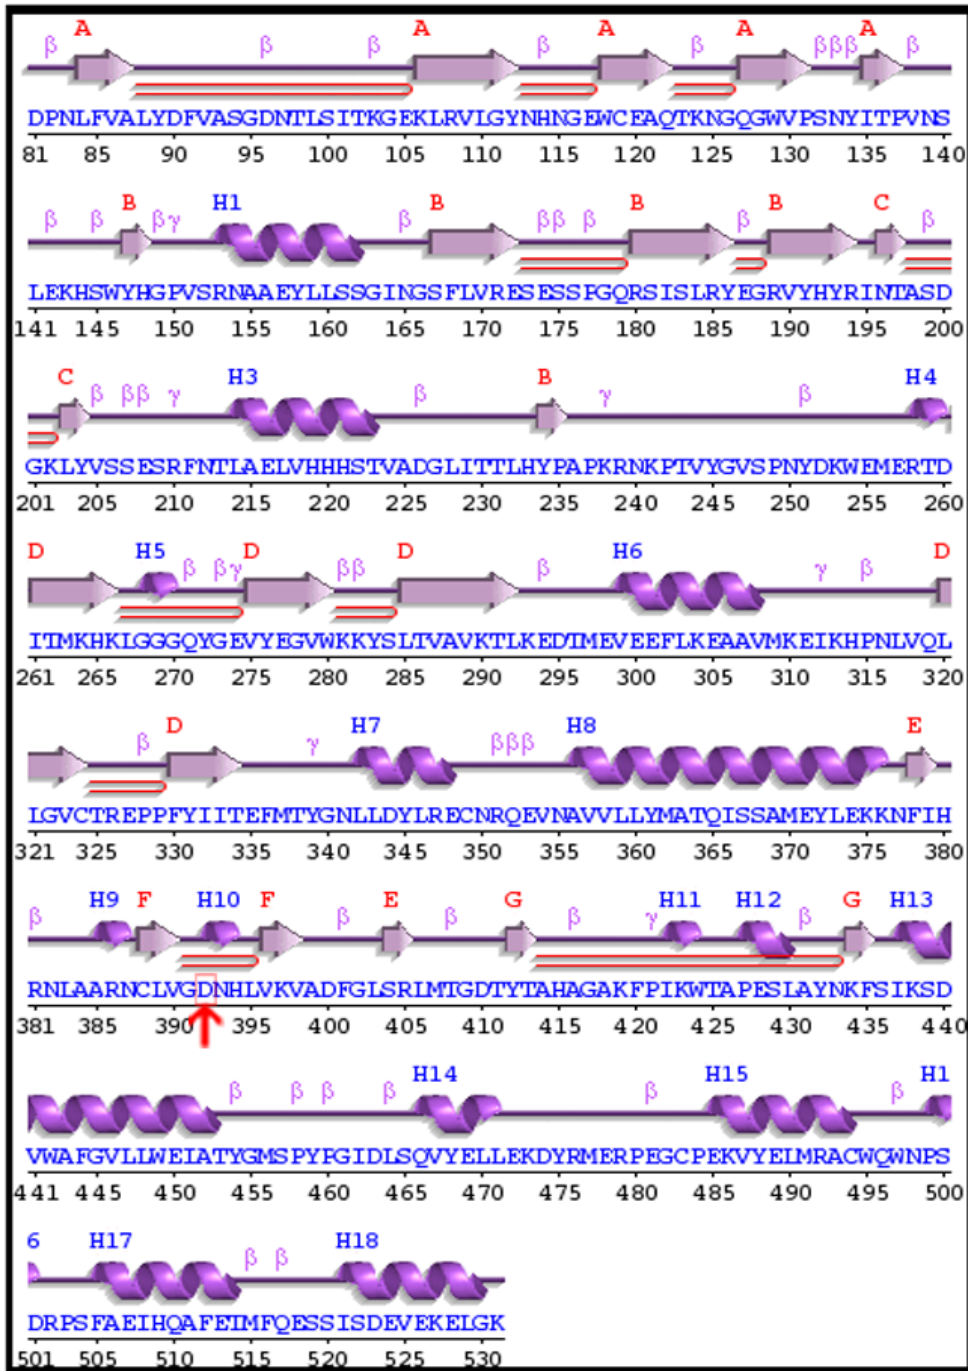 A A A A A
β β β β β βββ β
DPNLFVALYDFVASGDNTLSITKGEKLRVLGYNHNGEWCEAQTKNGQGWVPSNYITPVNS
81 85 90 95 100 105 110 115 120 125 130 135 140
B H1 B B B C
β β β γ β ββ β β β
LEKHSWYHGPVSRNAAEYLLSSGINGSFLVRESESSPGQRSISLRYEGRVYHYRINTASD
141 145 150 155 160 165 170 175 180 185 190 195 200
C H3 B H4
β ββ γ β γ β
GKLYVSSESRFNTLAELVHHHSTVADGLITTLHYPAPKRNKPTVYGVSPNYDKWEMERTD
201 205 210 215 220 225 230 235 240 245 250 255 260
D H5 D D H6 D
β β γ ββ β γ β
ITMKHKLGGGQYGEVYEGVWKKYSLTVAVKTLKEDTMEVEEFLKEAAVMKEIKHPNLVQL
261 265 270 275 280 285 290 295 300 305 310 315 320
D H7 H8 E
β γ βββ
LGVCTREPPFYIITEFMTYGNLLDYLRECNRQEVNAVVLLYMATQISSAMEYLEKKNFIH
321 325 330 335 340 345 350 355 360 365 370 375 380
H9 F H10 F E G H11 H12 G H13
β β β β γ β
RNLAARNCLVGDNHLVKVADFGLSRLMTGDTYTAHAGAKFPIKWTAPESLAYNKFSIKSD
381 385 390 395 400 405 410 415 420 425 430 435 440
H14 H15 H1
β β β β β β
VWAFGVLLWEIATYGMSPYPGIDLSQVYELLEKDYRMERPEGCPEKVYELMRACWQWNPS
441 445 450 455 460 465 470 475 480 485 490 495 500
6 H17 H18
β β
DRPSFAEIHQAFETMFQESSISDEVEKELGK
501 505 510 515 520 525 530